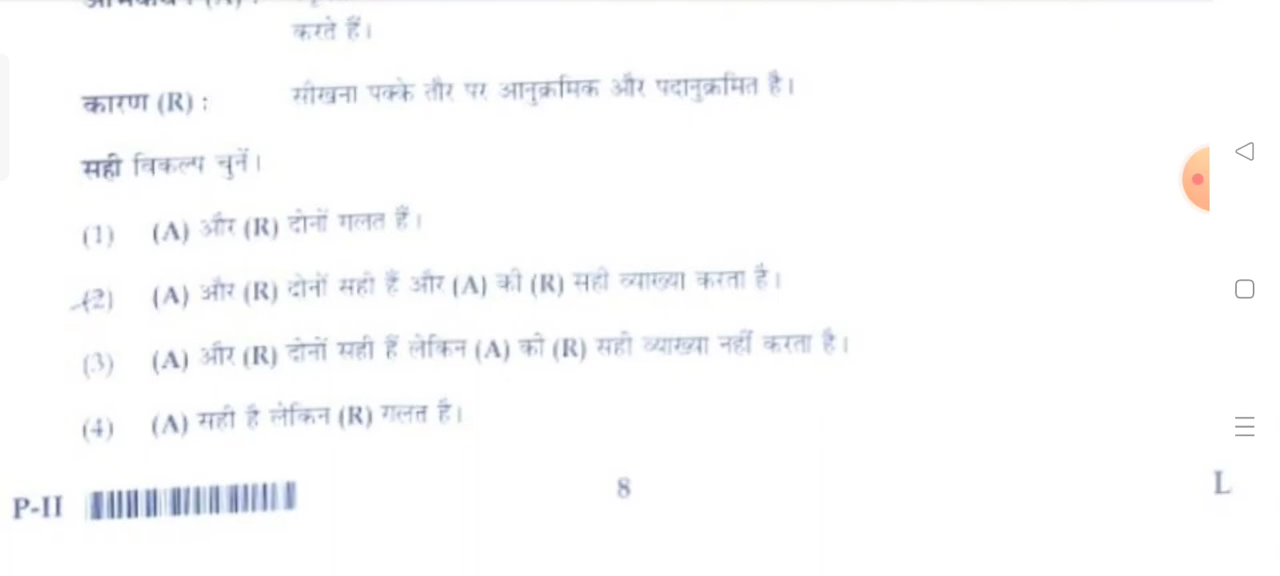 करते हैं।
कारण (R) : सीखना पक्के तौर पर आनुक्रमिक और पदानुक्रमित है।
सही विकल्प चुनें।
(1) (A) और (R) दोनों गलत हैं।
(2) (A) और (R) दोनों सही हैं और (A) की (R) सही व्याख्या करता है।
(3) (A) और (R) दोनों सही हैं लेकिन (A) की (R) सही व्याख्या नहीं करता है।
(4) (A) सही है लेकिन (R) गलत है।
P-II 8 L